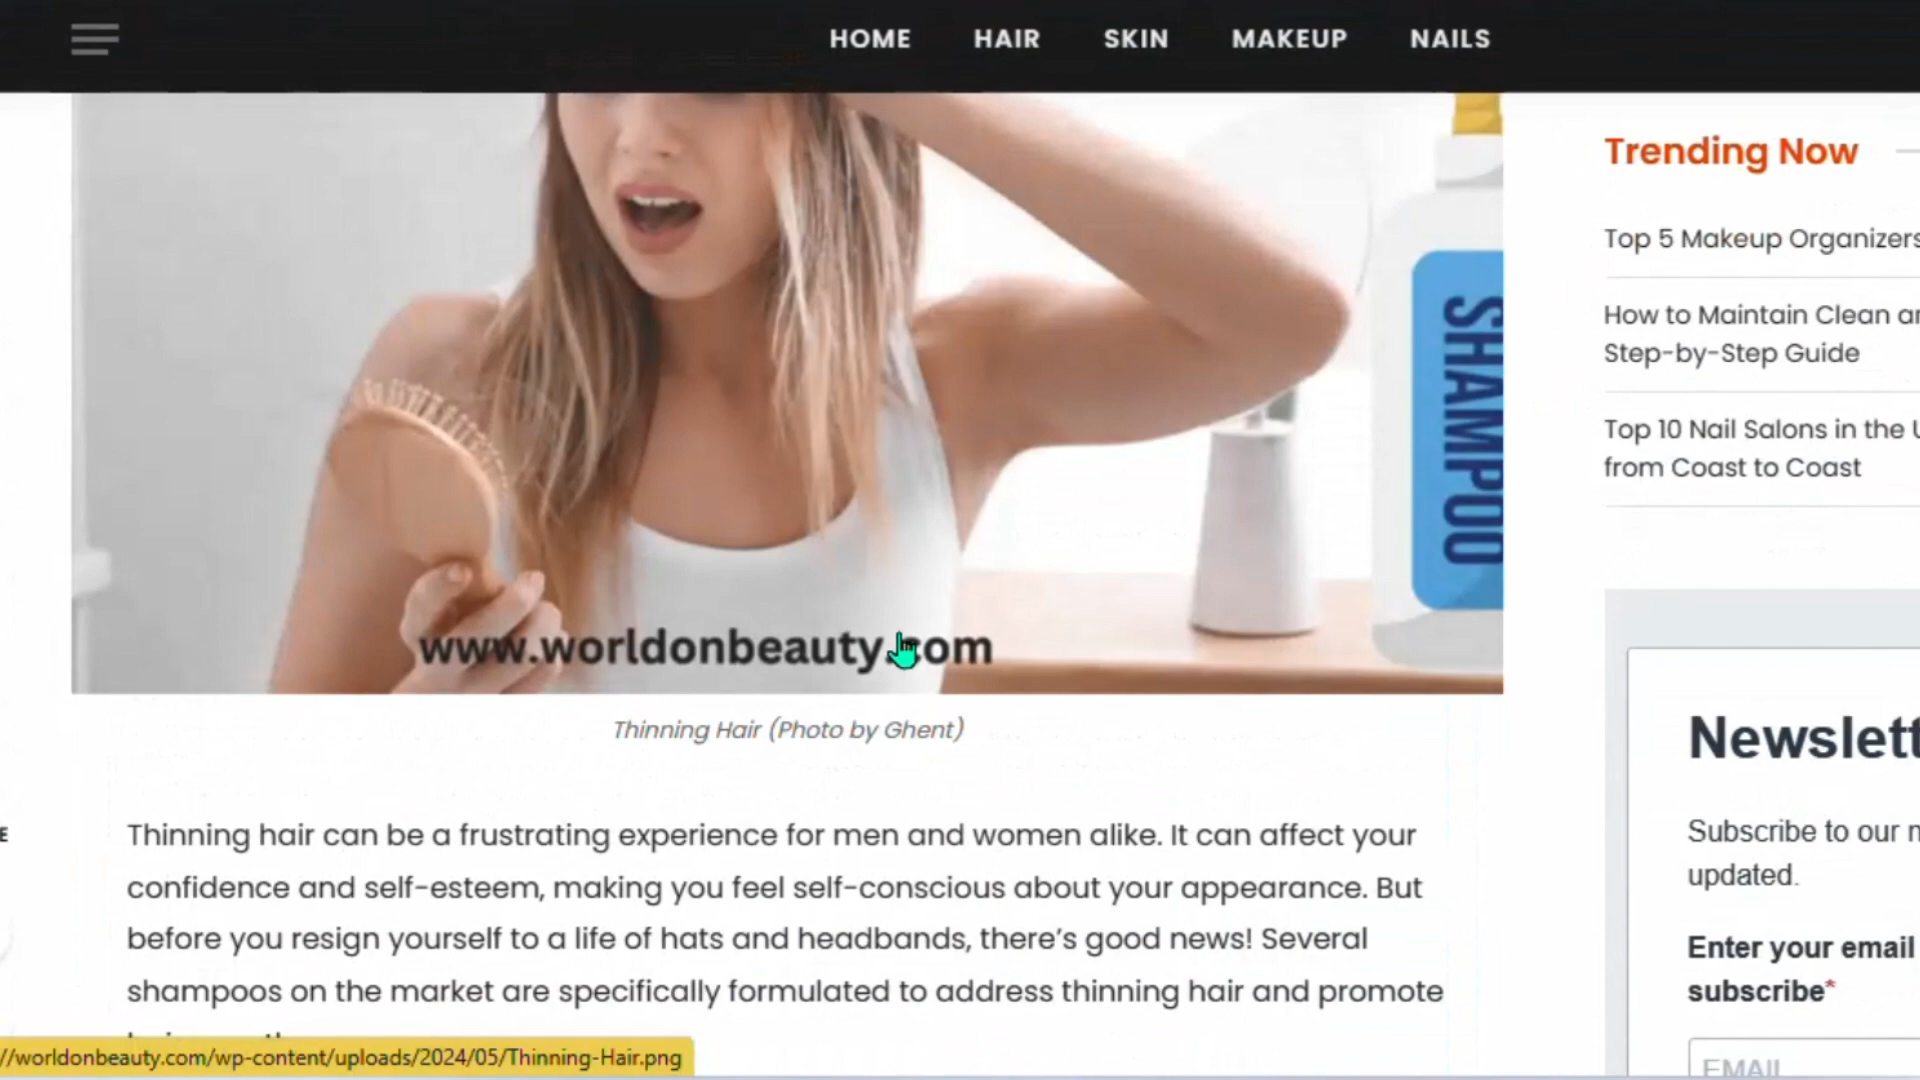 HOME HAIR SKIN MAKEUP NAILS
SHAMPOO
www.worldonbeauty.com
Thinning Hair (Photo by Ghent)
Thinning hair can be a frustrating experience for men and women alike. It can affect your
confidence and self-esteem, making you feel self-conscious about your appearance. But
before you resign yourself to a life of hats and headbands, there's good news! Several
shampoos on the market are specifically formulated to address thinning hair and promote
//worldonbeauty.com/wp-content/uploads/2024/05/Thinning-Hair.png
Trending Now
Top 5 Makeup Organizers
How to Maintain Clean
Step-by-Step Guide
Top 10 Nail Salons in the
from Coast to Coast
Newslett
Subscribe to our
updated.
Enter your email
subscribe*
EMAIL